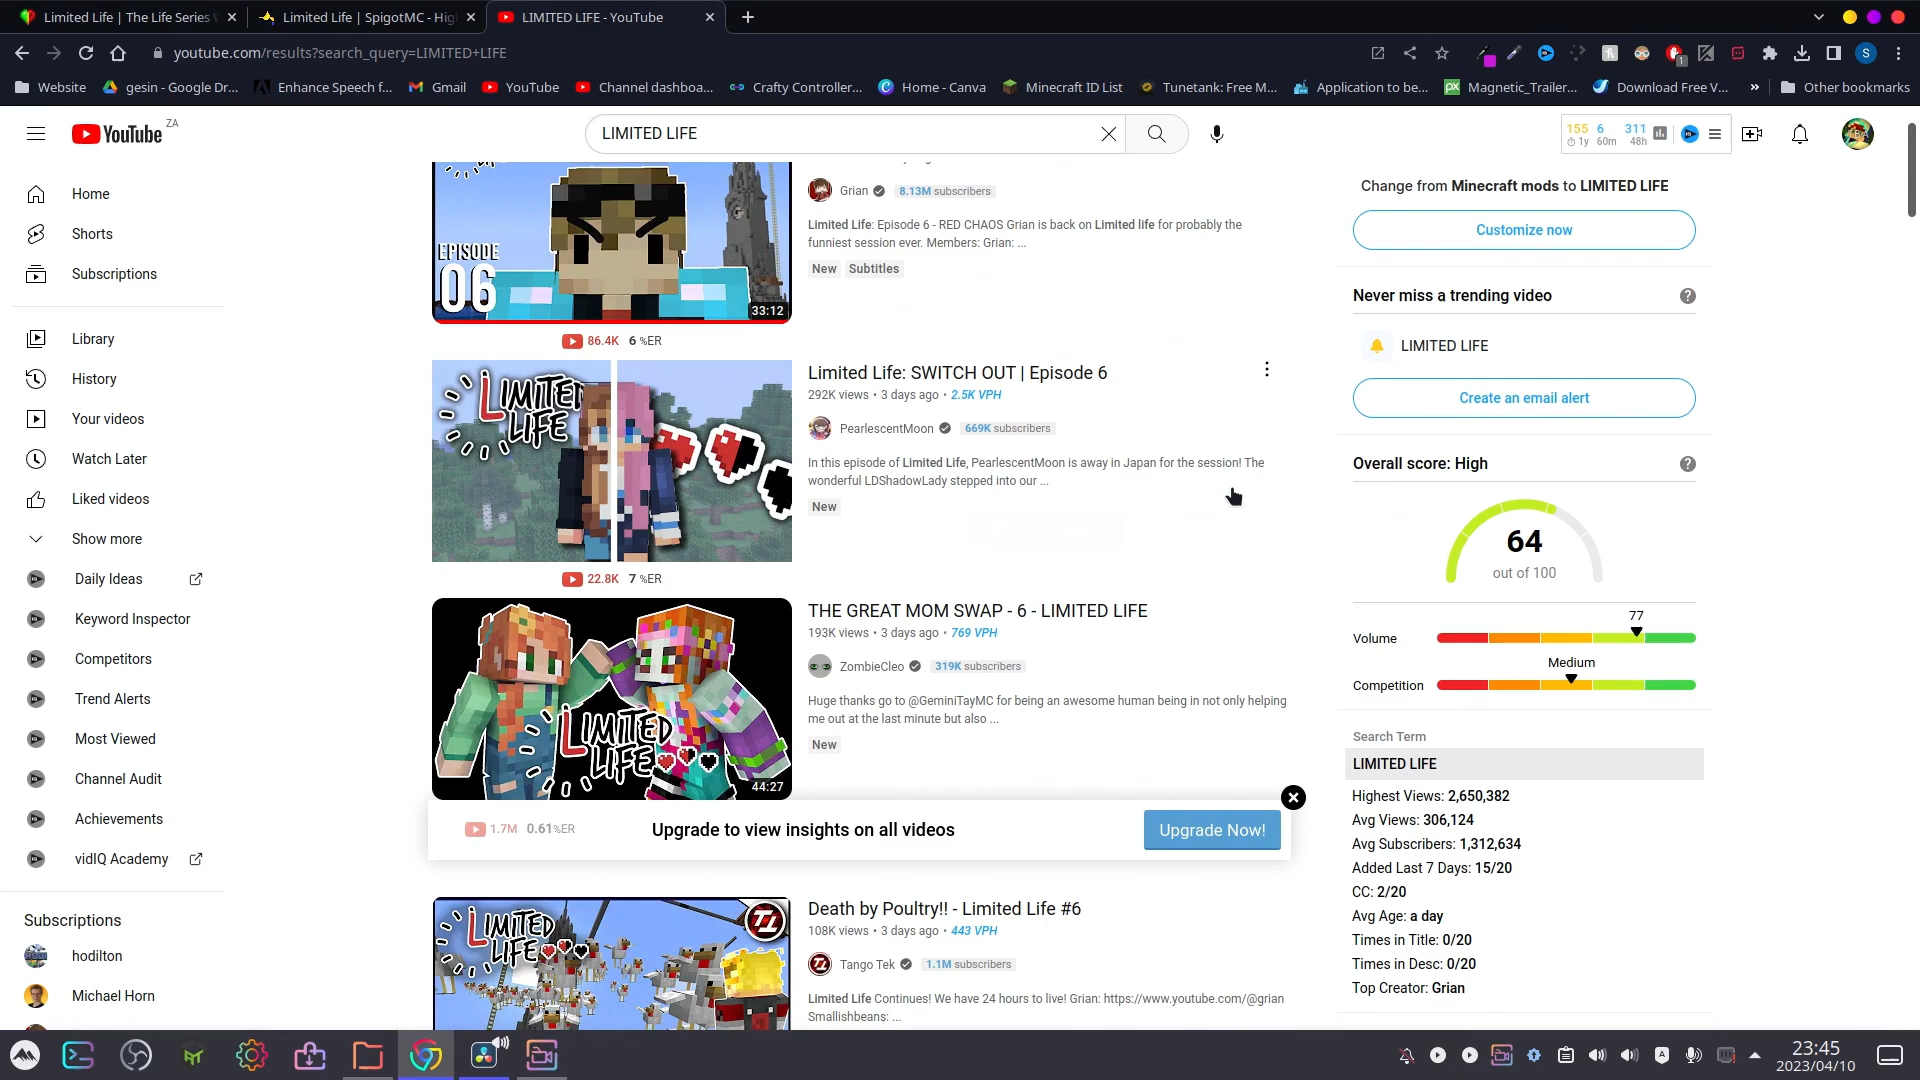 Limited Life | The Life Series W
Limited Life | SpigotMC - High
LIMITED LIFE - YouTube
youtube.com/results?search_query=LIMITED+LIFE
1
S
Website
gesin - Google Dr...
Enhance Speech f...
Gmail
YouTube
Channel dashboa...
Crafty Controller...
Home - Canva
Minecraft ID List
Tunetank: Free M...
Application to be...
Magnetic_Trailer...
Download Free V...
»
Other bookmarks
YouTube ZA
LIMITED LIFE
155 6 311
1y 60m 48h
Home
Shorts
Subscriptions
Library
History
Your videos
Watch Later
Liked videos
Show more
Daily Ideas
Keyword Inspector
Competitors
Trend Alerts
Most Viewed
Channel Audit
Achievements
vidIQ Academy
Subscriptions
hodilton
Michael Horn
EPISODE
06
33:12
Grian 8.13M subscribers
Limited Life: Episode 6 - RED CHAOS Grian is back on Limited life for probably the
funniest session ever. Members: Grian: ...
New Subtitles
86.4K 6 %ER
LIMITED
LIFE
Limited Life: SWITCH OUT | Episode 6
292K views • 3 days ago • 2.5K VPH
PearlescentMoon 669K subscribers
In this episode of Limited Life, PearlescentMoon is away in Japan for the session! The
wonderful LDShadowLady stepped into our ...
New
22.8K 7 %ER
LIMITED
LIFE
44:27
THE GREAT MOM SWAP - 6 - LIMITED LIFE
193K views • 3 days ago • 769 VPH
ZombieCleo 319K subscribers
Huge thanks go to @GeminiTayMC for being an awesome human being in not only helping
me out at the last minute but also ...
New
1.7M 0.61%ER
Upgrade to view insights on all videos
Upgrade Now!
LIMITED
LIFE
Death by Poultry!! - Limited Life #6
108K views • 3 days ago • 443 VPH
Tango Tek 1.1M subscribers
Limited Life Continues! We have 24 hours to live! Grian: https://www.youtube.com/@grian
Smallishbeans: ...
Change from Minecraft mods to LIMITED LIFE
Customize now
Never miss a trending video
LIMITED LIFE
Create an email alert
Overall score: High
64
out of 100
77
Volume
Medium
Competition
Search Term
LIMITED LIFE
Highest Views: 2,650,382
Avg Views: 306,124
Avg Subscribers: 1,312,634
Added Last 7 Days: 15/20
CC: 2/20
Avg Age: a day
Times in Title: 0/20
Times in Desc: 0/20
Top Creator: Grian
23:45
2023/04/10